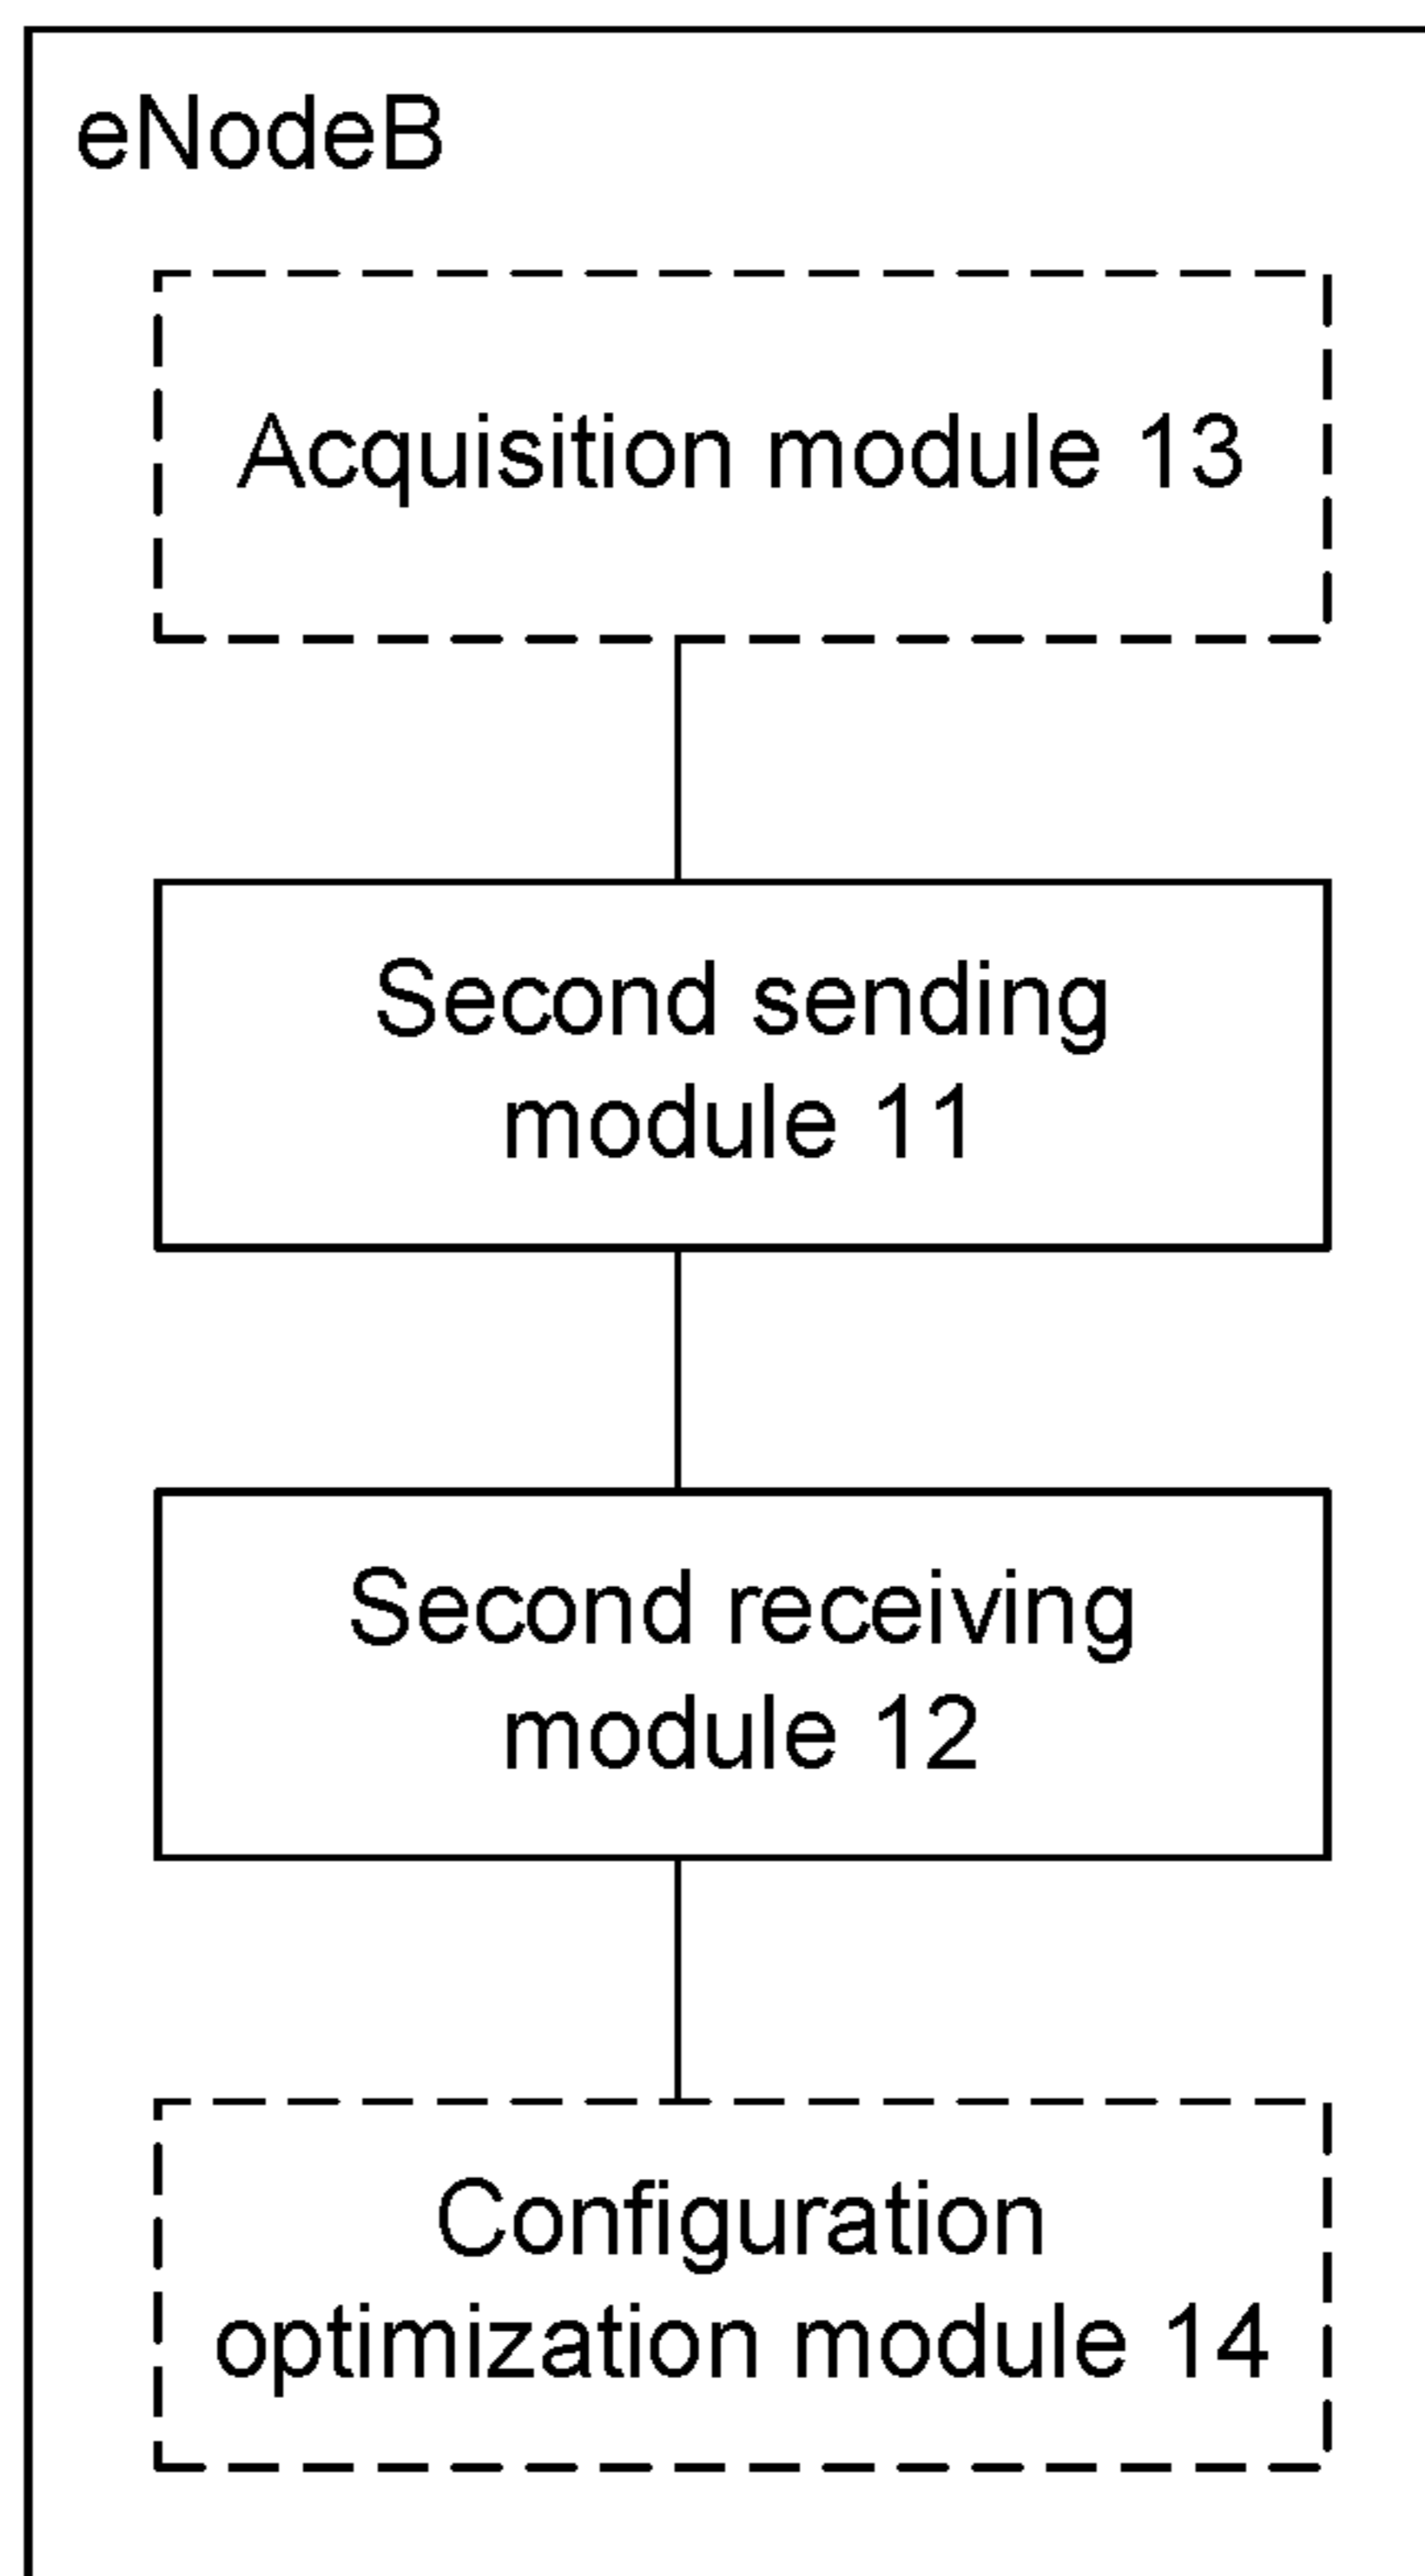 eNodeB
Acquisition module 13
Second sending
module 11
Second receiving
module 12
Configuration
optimization module 14